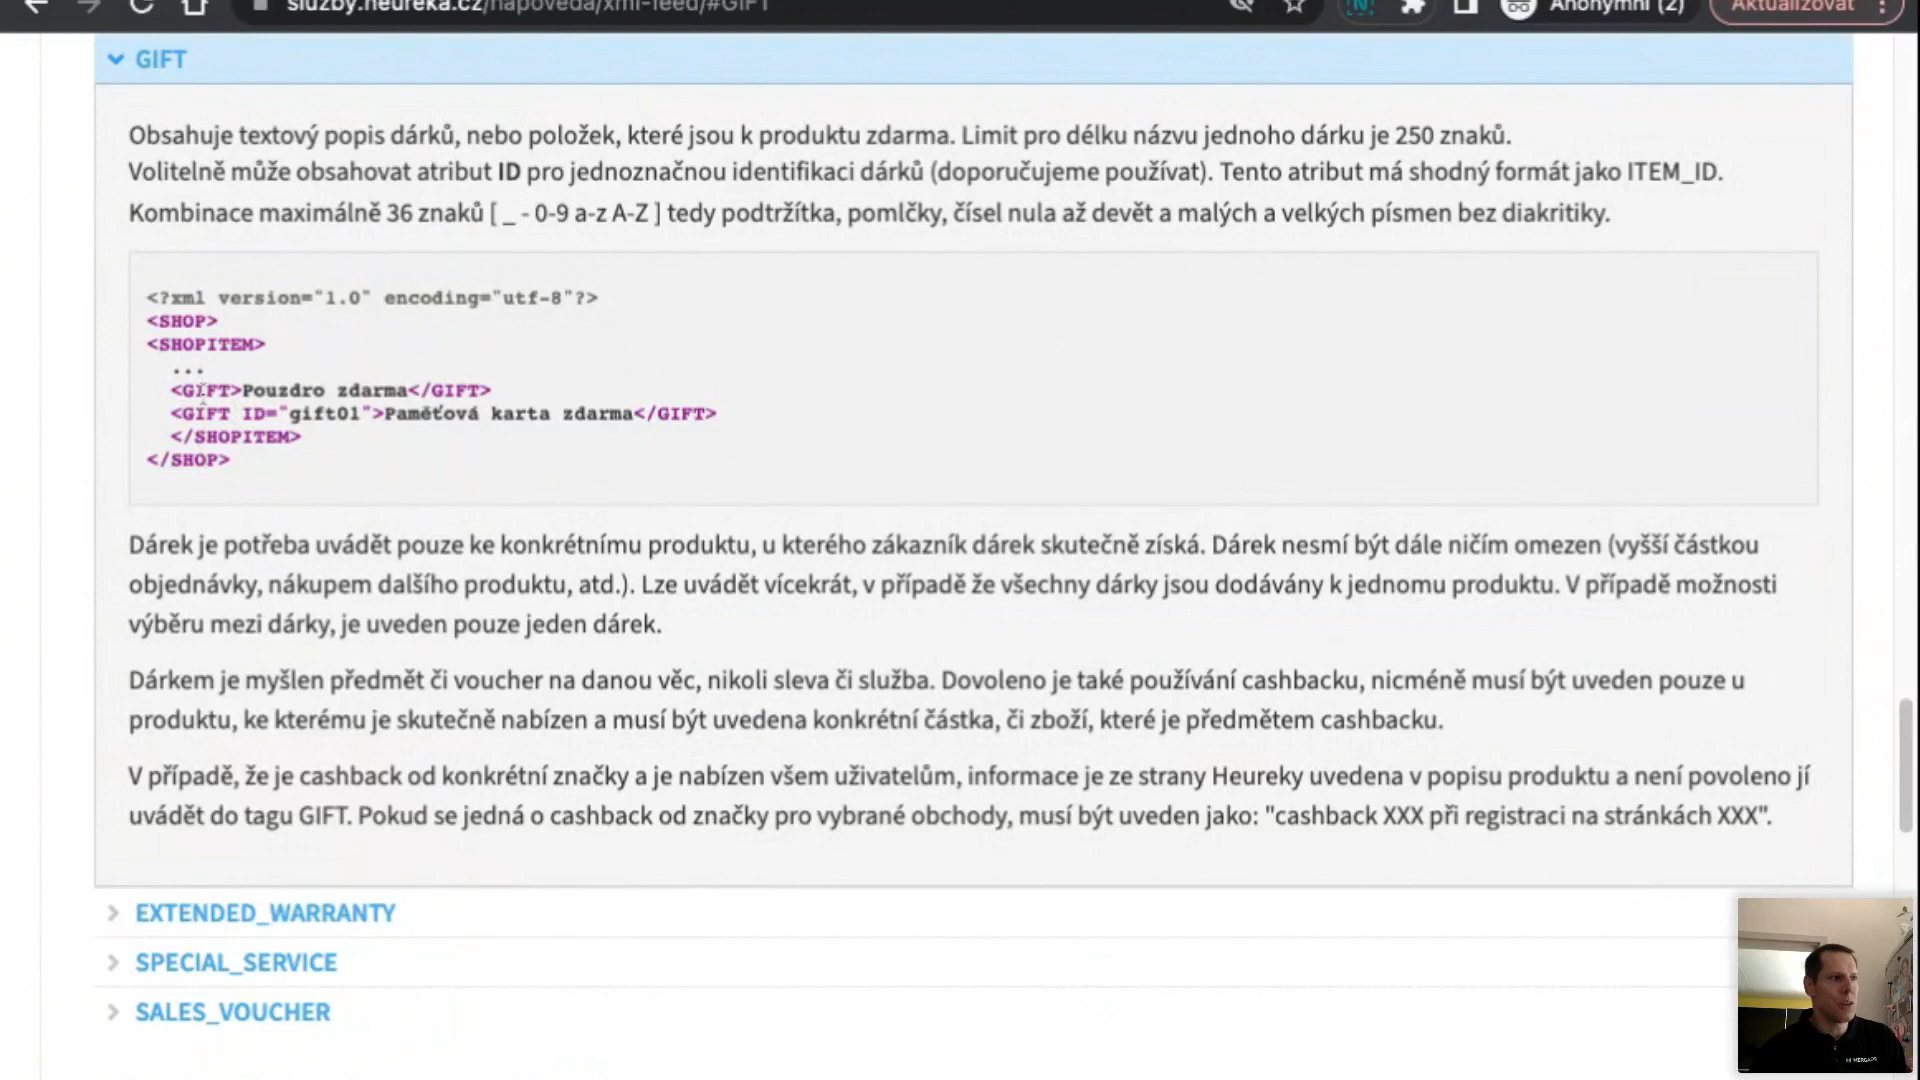 sluzby.heureka.cz/napoveda/xml-feed/#GIFT
Anonymní (2)
Aktualizovat
GIFT
Obsahuje textový popis dárků, nebo položek, které jsou k produktu zdarma. Limit pro délku názvu jednoho dárku je 250 znaků.
Volitelně může obsahovat atribut ID pro jednoznačnou identifikaci dárků (doporučujeme používat). Tento atribut má shodný formát jako ITEM_ID.
Kombinace maximálně 36 znaků [ _ - 0-9 a-z A-Z ] tedy podtržítka, pomlčky, čísel nula až devět a malých a velkých písmen bez diakritiky.
<?xml version="1.0" encoding="utf-8"?>
<SHOP>
<SHOPITEM>
...
<GIFT>Pouzdro zdarma</GIFT>
<GIFT ID="gift01">Paměťová karta zdarma</GIFT>
</SHOPITEM>
</SHOP>
Dárek je potřeba uvádět pouze ke konkrétnímu produktu, u kterého zákazník dárek skutečně získá. Dárek nesmí být dále ničím omezen (vyšší částkou
objednávky, nákupem dalšího produktu, atd.). Lze uvádět vícekrát, v případě že všechny dárky jsou dodávány k jednomu produktu. V případě možnosti
výběru mezi dárky, je uveden pouze jeden dárek.
Dárkem je myšlen předmět či voucher na danou věc, nikoli sleva či služba. Dovoleno je také používání cashbacku, nicméně musí být uveden pouze u
produktu, ke kterému je skutečně nabízen a musí být uvedena konkrétní částka, či zboží, které je předmětem cashbacku.
V případě, že je cashback od konkrétní značky a je nabízen všem uživatelům, informace je ze strany Heureky uvedena v popisu produktu a není povoleno jí
uvádět do tagu GIFT. Pokud se jedná o cashback od značky pro vybrané obchody, musí být uveden jako: "cashback XXX při registraci na stránkách XXX".
EXTENDED_WARRANTY
SPECIAL_SERVICE
SALES_VOUCHER
MERGADO